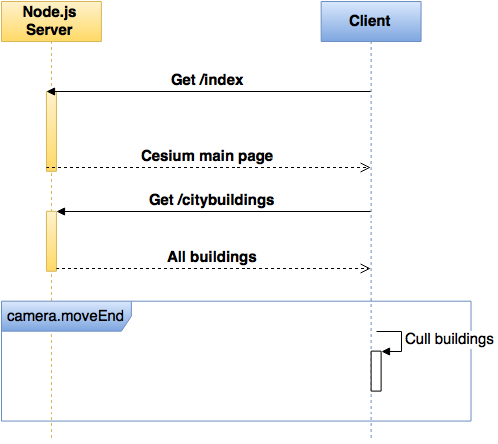 Node.js
Server
Client
Get /index
Cesium main page
Get /citybuildings
All buildings
camera.moveEnd
Cull buildings